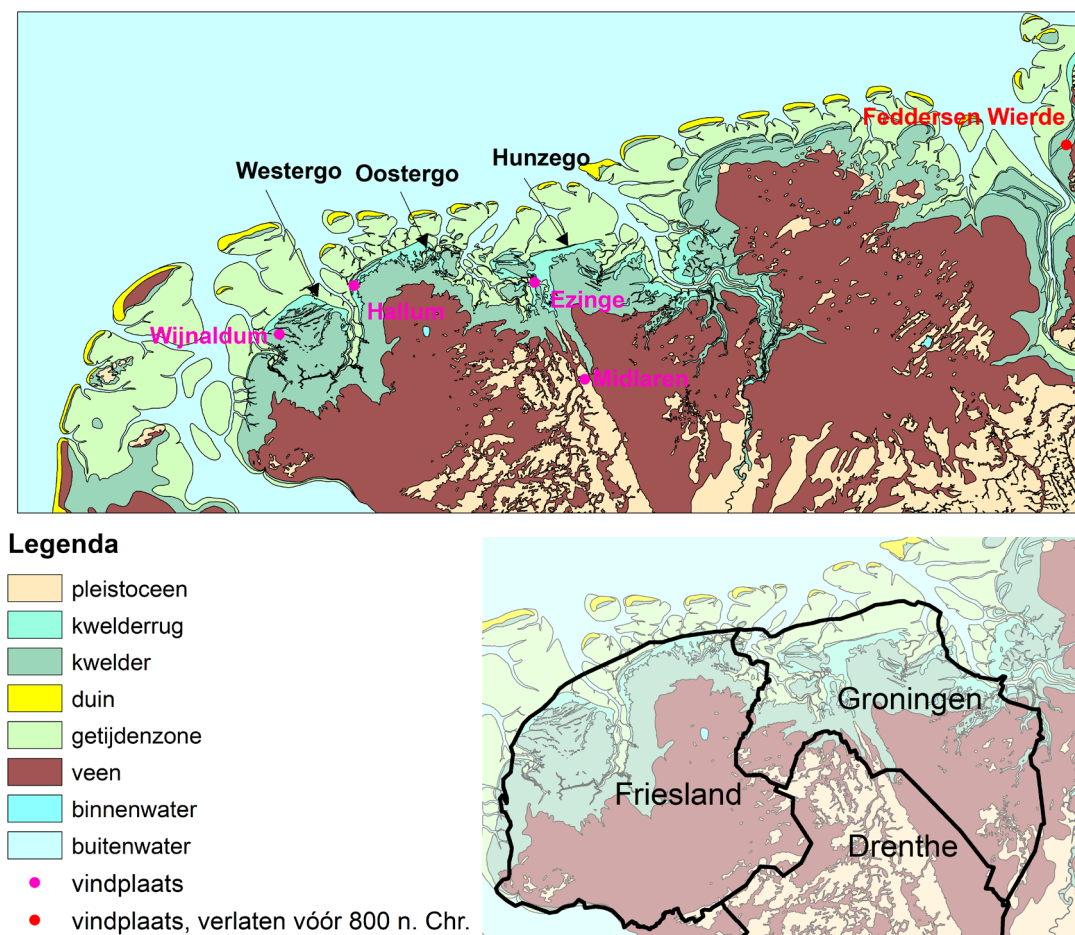 Feddersen Wierde
Hunzego
Westergo
Oostergo
Hallum
Ezinge
Wijnaldum
Midlaren
Legenda
pleistoceen
kwelderrug
kwelder
duin
getijdenzone
veen
binnenwater
buitenwater
vindplaats
vindplaats, verlaten vóór 800 n. Chr.
Groningen
Friesland
Drenthe